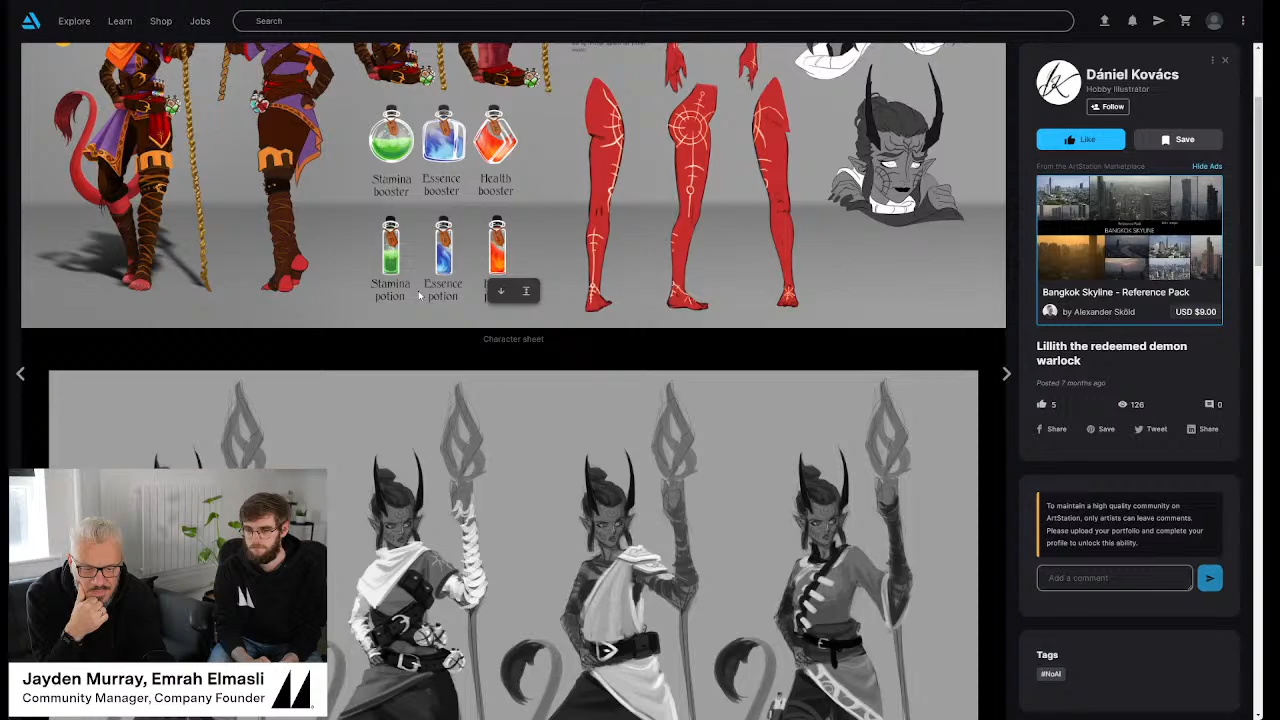 Explore Learn Shop Jobs Search
Dániel Kovács
Hobby Illustrator
Follow
Like Save
From the ArtStation Marketplace Hide Ads
BANGKOK SKYLINE
Bangkok Skyline - Reference Pack
by Alexander Sköld USD $9.00
Lillith the redeemed demon
warlock
Posted 7 months ago
5 126 0
Share Save Tweet Share
To maintain a high quality community on
ArtStation, only artists can leave comments.
Please upload your portfolio and complete your
profile to unlock this ability.
Add a comment
Tags
#NoAI
Stamina
booster
Essence
booster
Health
booster
Stamina
potion
Essence
potion
Character sheet
Jayden Murray, Emrah Elmasli
Community Manager, Company Founder